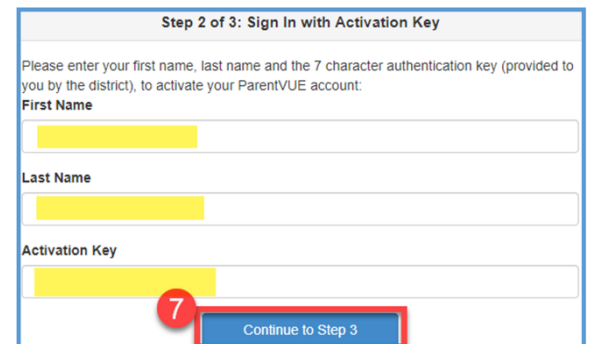 Step 2 of 3: Sign In with Activation Key
Please enter your first name, last name and the 7 character authentication key (provided to
you by the district), to activate your ParentVUE account:
First Name
Last Name
Activation Key
7
Continue to Step 3